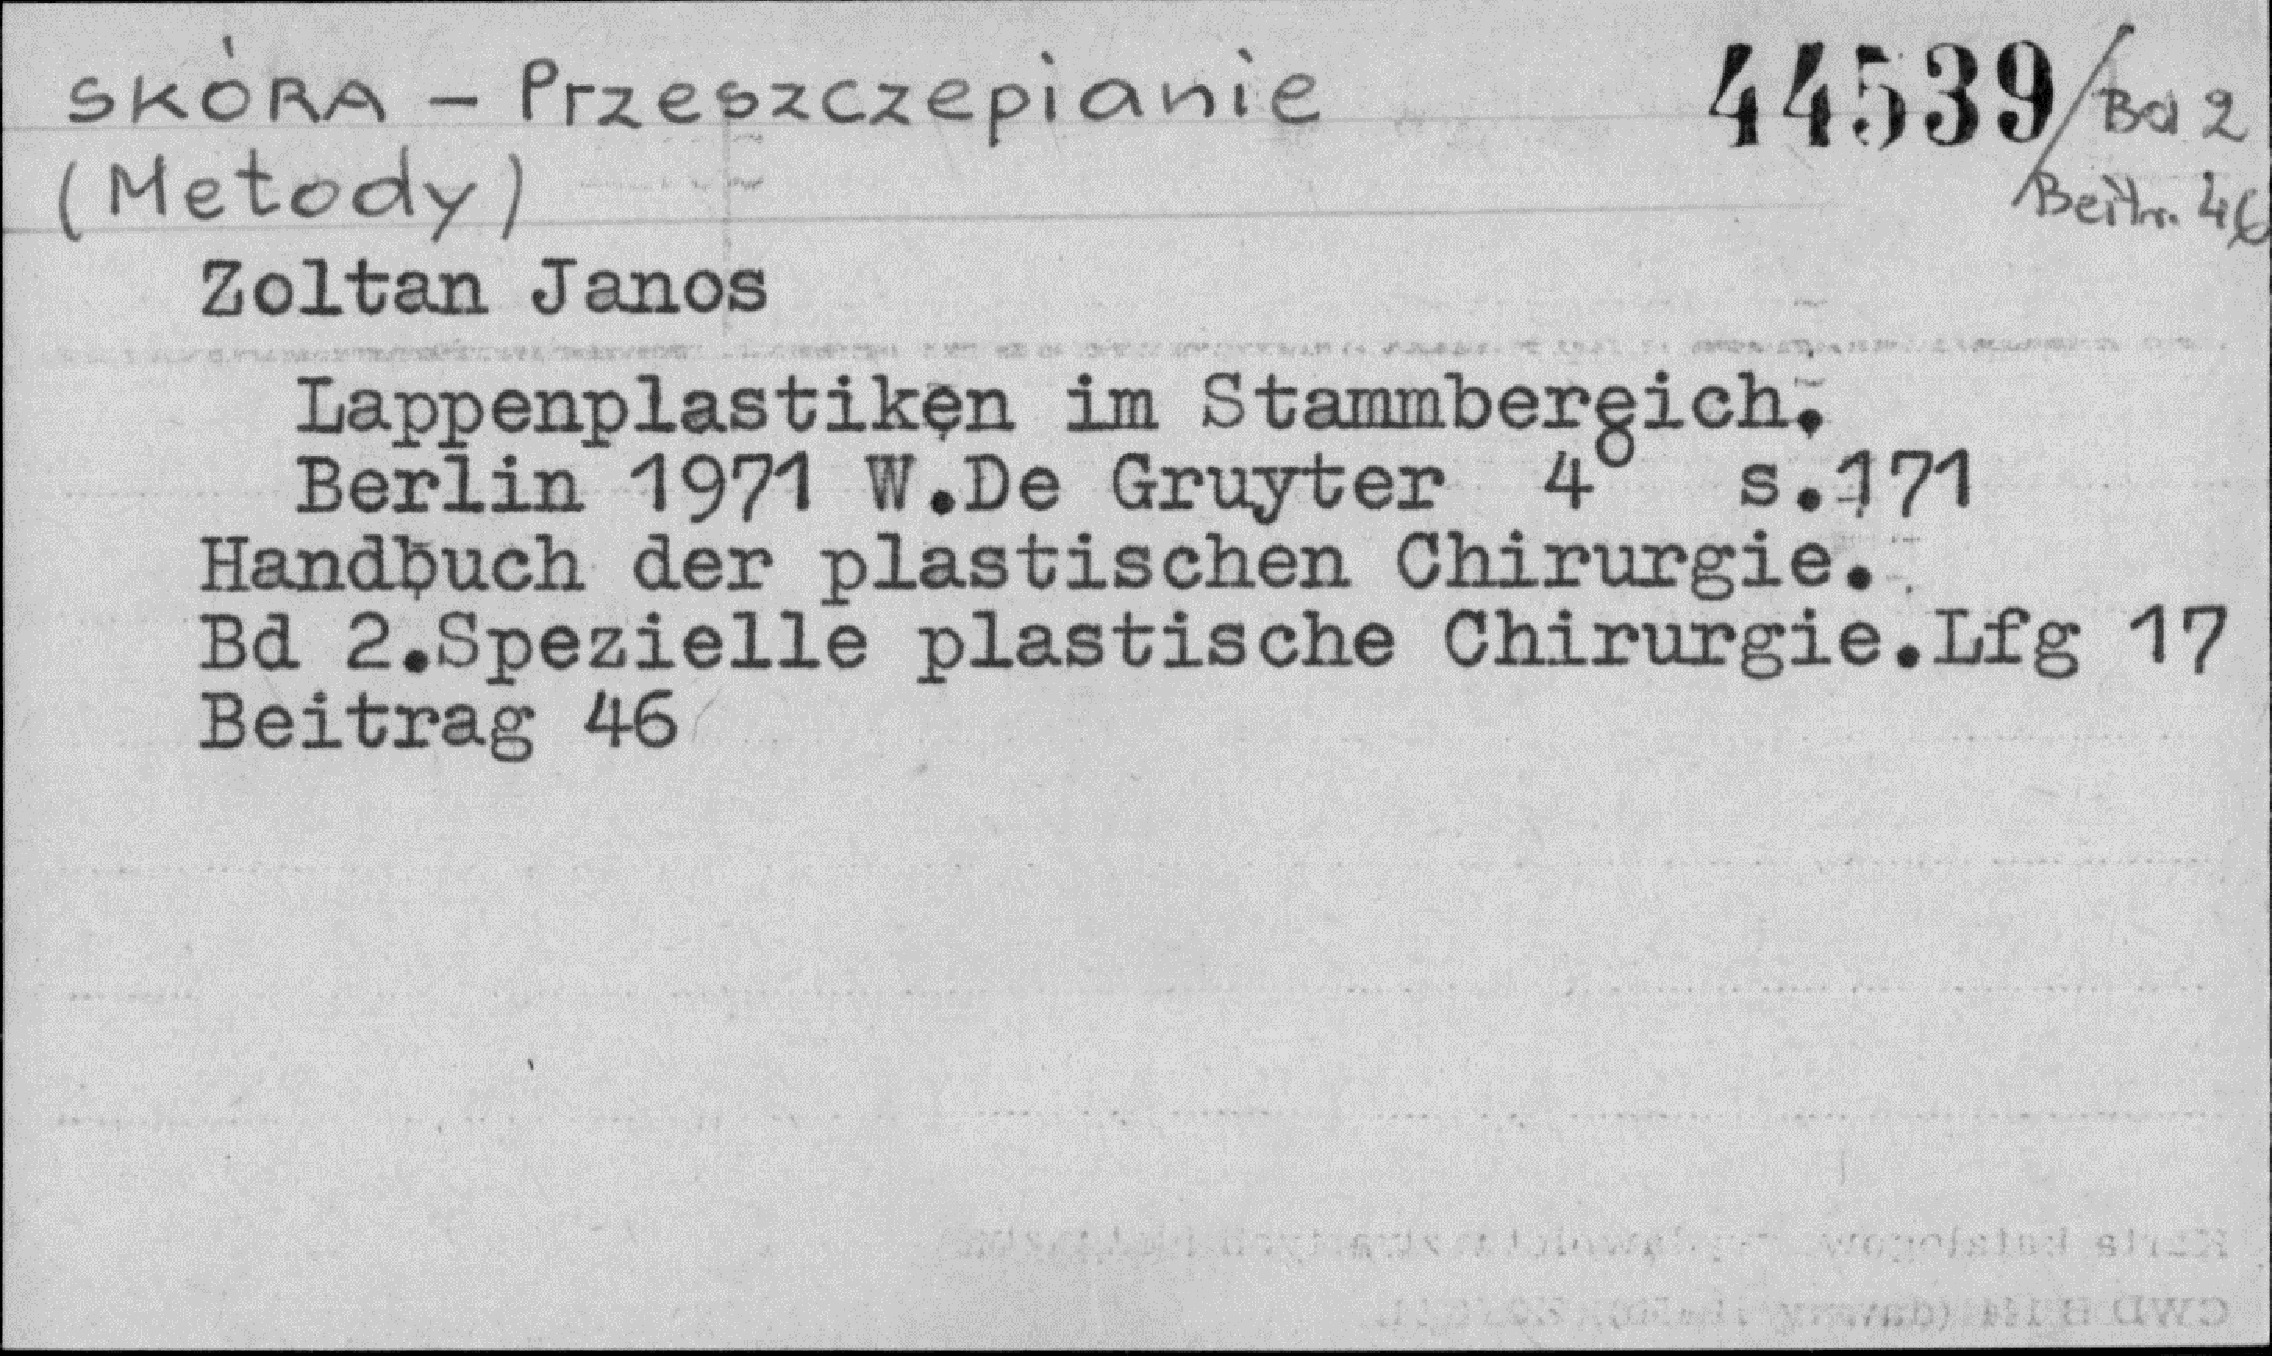 SKÓRA - Przeszczepianie 44539/Bd 2
(Metody) /Beitr. 46
Zoltan Janos
Lappenplastiken im Stammbereich.
Berlin 1971 W.De Gruyter 4° s.171
Handbuch der plastischen Chirurgie.
Bd 2.Spezielle plastische Chirurgie.Lfg 17
Beitrag 46